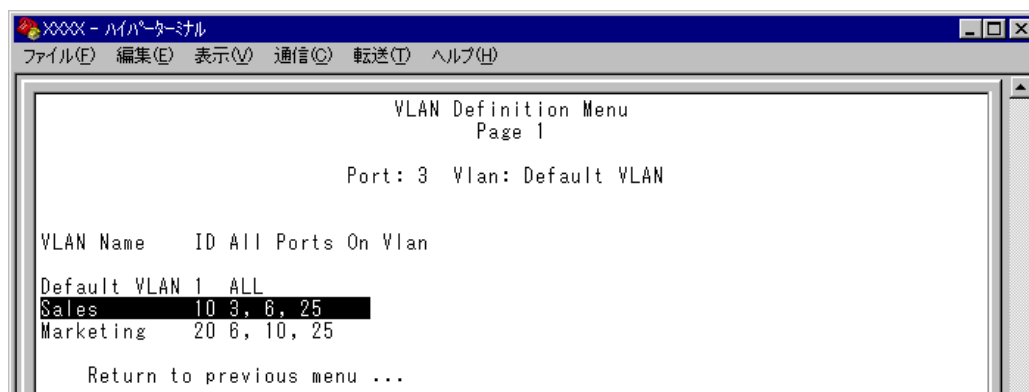 XXXX - ハイパーターミナル
ファイル(F) 編集(E) 表示(V) 通信(C) 転送(T) ヘルプ(H)
VLAN Definition Menu
Page 1
Port: 3 Vlan: Default VLAN
VLAN Name ID All Ports On Vlan
Default VLAN 1 ALL
Sales 10 3, 6, 25
Marketing 20 6, 10, 25
Return to previous menu ...